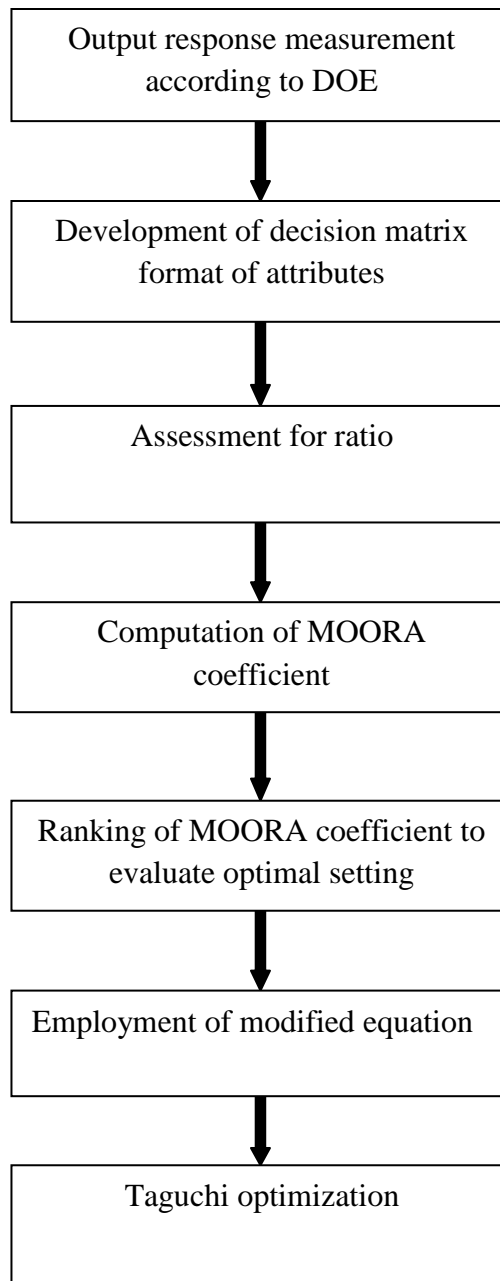 Output response measurement
according to DOE
Development of decision matrix
format of attributes
Assessment for ratio
Computation of MOORA
coefficient
Ranking of MOORA coefficient to
evaluate optimal setting
Employment of modified equation
Taguchi optimization